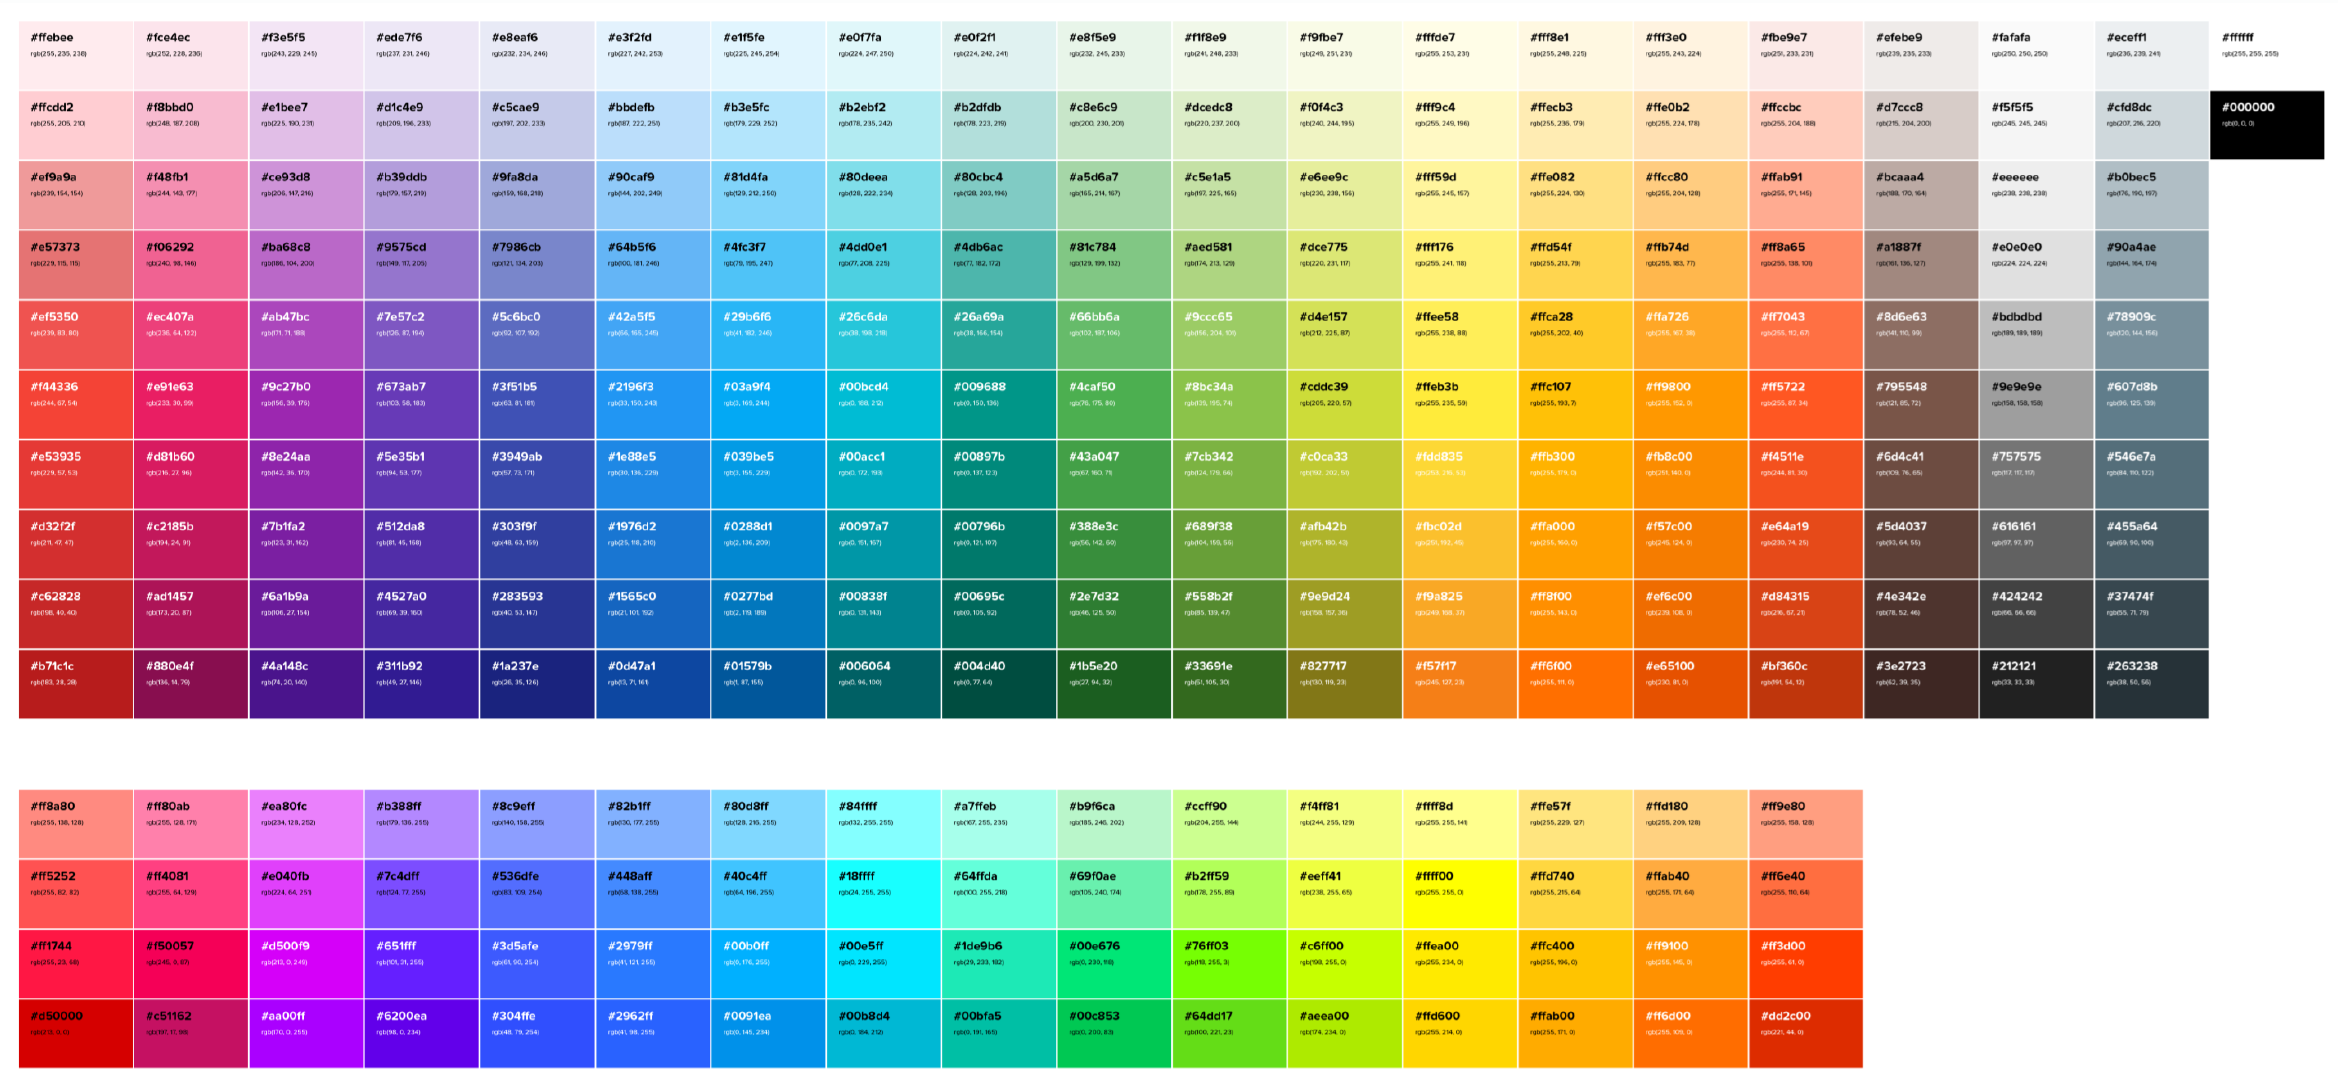 #ffebee #fce4ec #f3e5f5 #ede7f6 #e8eaf6 #e3f2fd #e1f5fe #e0f7fa #e0f2f1 #e8f5e9 #f1f8e9 #f9fbe7 #fffde7 #fff8e1 #fff3e0 #fbe9e7 #efebe9 #fafafa #eceff1 #ffffff
rgb(255, 235, 238) rgb(252, 228, 236) rgb(243, 229, 245) rgb(237, 231, 246) rgb(232, 234, 246) rgb(227, 242, 253) rgb(225, 245, 254) rgb(224, 247, 250) rgb(224, 242, 241) rgb(232, 245, 233) rgb(241, 248, 233) rgb(249, 251, 231) rgb(255, 253, 231) rgb(255, 248, 225) rgb(255, 243, 224) rgb(251, 233, 231) rgb(239, 235, 233) rgb(250, 250, 250) rgb(236, 239, 241) rgb(255, 255, 255)
#ffcdd2 #f8bbd0 #e1bee7 #d1c4e9 #c5cae9 #bbdefb #b3e5fc #b2ebf2 #b2dfdb #c8e6c9 #dcedc8 #f0f4c3 #fff9c4 #ffecb3 #ffe0b2 #ffccbc #d7ccc8 #f5f5f5 #cfd8dc #000000
rgb(255, 205, 210) rgb(248, 187, 208) rgb(225, 190, 231) rgb(209, 196, 233) rgb(197, 202, 233) rgb(187, 222, 251) rgb(179, 229, 252) rgb(178, 235, 242) rgb(178, 223, 219) rgb(200, 230, 201) rgb(220, 237, 200) rgb(240, 244, 195) rgb(255, 249, 196) rgb(255, 236, 179) rgb(255, 224, 178) rgb(255, 204, 188) rgb(215, 204, 200) rgb(245, 245, 245) rgb(207, 216, 220) rgb(0, 0, 0)
#ef9a9a #f48fb1 #ce93d8 #b39ddb #9fa8da #90caf9 #81d4fa #80deea #80cbc4 #a5d6a7 #c5e1a5 #e6ee9c #fff59d #ffe082 #ffcc80 #ffab91 #bcaaa4 #eeeeee #b0bec5
rgb(239, 154, 154) rgb(244, 143, 177) rgb(206, 147, 216) rgb(179, 157, 219) rgb(159, 168, 218) rgb(144, 202, 249) rgb(129, 212, 250) rgb(128, 222, 234) rgb(128, 203, 196) rgb(165, 214, 167) rgb(197, 225, 165) rgb(230, 238, 156) rgb(255, 245, 157) rgb(255, 224, 130) rgb(255, 204, 128) rgb(255, 171, 145) rgb(188, 170, 164) rgb(238, 238, 238) rgb(176, 190, 197)
#e57373 #f06292 #ba68c8 #9575cd #7986cb #64b5f6 #4fc3f7 #4dd0e1 #4db6ac #81c784 #aed581 #dce775 #fff176 #ffd54f #ffb74d #ff8a65 #a1887f #e0e0e0 #90a4ae
rgb(229, 115, 115) rgb(240, 98, 146) rgb(186, 104, 200) rgb(149, 117, 205) rgb(121, 134, 203) rgb(100, 181, 246) rgb(79, 195, 247) rgb(77, 208, 225) rgb(77, 182, 172) rgb(129, 199, 132) rgb(174, 213, 129) rgb(220, 231, 117) rgb(255, 241, 118) rgb(255, 213, 79) rgb(255, 183, 77) rgb(255, 138, 101) rgb(161, 136, 127) rgb(224, 224, 224) rgb(144, 164, 174)
#ef5350 #ec407a #ab47bc #7e57c2 #5c6bc0 #42a5f5 #29b6f6 #26c6da #26a69a #66bb6a #9ccc65 #d4e157 #ffee58 #ffca28 #ffa726 #ff7043 #8d6e63 #bdbdbd #78909c
rgb(239, 83, 80) rgb(236, 64, 122) rgb(171, 71, 188) rgb(126, 87, 194) rgb(92, 107, 192) rgb(66, 165, 245) rgb(41, 182, 246) rgb(38, 198, 218) rgb(38, 166, 154) rgb(102, 187, 106) rgb(156, 204, 101) rgb(212, 225, 87) rgb(255, 238, 88) rgb(255, 202, 40) rgb(255, 167, 38) rgb(255, 112, 67) rgb(141, 110, 99) rgb(189, 189, 189) rgb(120, 144, 156)
#f44336 #e91e63 #9c27b0 #673ab7 #3f51b5 #2196f3 #03a9f4 #00bcd4 #009688 #4caf50 #8bc34a #cddc39 #ffeb3b #ffc107 #ff9800 #ff5722 #795548 #9e9e9e #607d8b
rgb(244, 67, 54) rgb(233, 30, 99) rgb(156, 39, 176) rgb(103, 58, 183) rgb(63, 81, 181) rgb(33, 150, 243) rgb(3, 169, 244) rgb(0, 188, 212) rgb(0, 150, 136) rgb(76, 175, 80) rgb(139, 195, 74) rgb(205, 220, 57) rgb(255, 235, 59) rgb(255, 193, 7) rgb(255, 152, 0) rgb(255, 87, 34) rgb(121, 85, 72) rgb(158, 158, 158) rgb(96, 125, 139)
#e53935 #d81b60 #8e24aa #5e35b1 #3949ab #1e88e5 #039be5 #00acc1 #00897b #43a047 #7cb342 #c0ca33 #fdd835 #ffb300 #fb8c00 #f4511e #6d4c41 #757575 #546e7a
rgb(229, 57, 53) rgb(216, 27, 96) rgb(142, 36, 170) rgb(94, 53, 177) rgb(57, 73, 171) rgb(30, 136, 229) rgb(3, 155, 229) rgb(0, 172, 193) rgb(0, 137, 123) rgb(67, 160, 71) rgb(124, 179, 66) rgb(192, 202, 51) rgb(253, 216, 53) rgb(255, 179, 0) rgb(251, 140, 0) rgb(244, 81, 30) rgb(109, 76, 65) rgb(117, 117, 117) rgb(84, 110, 122)
#d32f2f #c2185b #7b1fa2 #512da8 #303f9f #1976d2 #0288d1 #0097a7 #00796b #388e3c #689f38 #afb42b #fbc02d #ffa000 #f57c00 #e64a19 #5d4037 #616161 #455a64
rgb(211, 47, 47) rgb(194, 24, 91) rgb(123, 31, 162) rgb(81, 45, 168) rgb(48, 63, 159) rgb(25, 118, 210) rgb(2, 136, 209) rgb(0, 151, 167) rgb(0, 121, 107) rgb(56, 142, 60) rgb(104, 159, 56) rgb(175, 180, 43) rgb(251, 192, 45) rgb(255, 160, 0) rgb(245, 124, 0) rgb(230, 74, 25) rgb(93, 64, 55) rgb(97, 97, 97) rgb(69, 90, 100)
#c62828 #ad1457 #6a1b9a #4527a0 #283593 #1565c0 #0277bd #00838f #00695c #2e7d32 #558b2f #9e9d24 #f9a825 #ff8f00 #ef6c00 #d84315 #4e342e #424242 #37474f
rgb(198, 40, 40) rgb(173, 20, 87) rgb(106, 27, 154) rgb(69, 39, 160) rgb(40, 53, 147) rgb(21, 101, 192) rgb(2, 119, 189) rgb(0, 131, 143) rgb(0, 105, 92) rgb(46, 125, 50) rgb(85, 139, 47) rgb(158, 157, 36) rgb(249, 168, 37) rgb(255, 143, 0) rgb(239, 108, 0) rgb(216, 67, 21) rgb(78, 52, 46) rgb(66, 66, 66) rgb(55, 71, 79)
#b71c1c #880e4f #4a148c #311b92 #1a237e #0d47a1 #01579b #006064 #004d40 #1b5e20 #33691e #827717 #f57f17 #ff6f00 #e65100 #bf360c #3e2723 #212121 #263238
rgb(183, 28, 28) rgb(136, 14, 79) rgb(74, 20, 140) rgb(49, 27, 146) rgb(26, 35, 126) rgb(13, 71, 161) rgb(1, 87, 155) rgb(0, 96, 100) rgb(0, 77, 64) rgb(27, 94, 32) rgb(51, 105, 30) rgb(130, 119, 23) rgb(245, 127, 23) rgb(255, 111, 0) rgb(230, 81, 0) rgb(191, 54, 12) rgb(62, 39, 35) rgb(33, 33, 33) rgb(38, 50, 56)
#ff8a80 #ff80ab #ea80fc #b388ff #8c9eff #82b1ff #80d8ff #84ffff #a7ffeb #b9f6ca #ccff90 #f4ff81 #ffff8d #ffe57f #ffd180 #ff9e80
rgb(255, 138, 128) rgb(255, 128, 171) rgb(234, 128, 252) rgb(179, 136, 255) rgb(140, 158, 255) rgb(130, 177, 255) rgb(128, 216, 255) rgb(132, 255, 255) rgb(167, 255, 235) rgb(185, 246, 202) rgb(204, 255, 144) rgb(244, 255, 129) rgb(255, 255, 141) rgb(255, 229, 127) rgb(255, 209, 128) rgb(255, 158, 128)
#ff5252 #ff4081 #e040fb #7c4dff #536dfe #448aff #40c4ff #18ffff #64ffda #69f0ae #b2ff59 #eeff41 #ffff00 #ffd740 #ffab40 #ff6e40
rgb(255, 82, 82) rgb(255, 64, 129) rgb(224, 64, 251) rgb(124, 77, 255) rgb(83, 109, 254) rgb(68, 138, 255) rgb(64, 196, 255) rgb(24, 255, 255) rgb(100, 255, 218) rgb(105, 240, 174) rgb(178, 255, 89) rgb(238, 255, 65) rgb(255, 255, 0) rgb(255, 215, 64) rgb(255, 171, 64) rgb(255, 110, 64)
#ff1744 #f50057 #d500f9 #651fff #3d5afe #2979ff #00b0ff #00e5ff #1de9b6 #00e676 #76ff03 #c6ff00 #ffea00 #ffc400 #ff9100 #ff3d00
rgb(255, 23, 68) rgb(245, 0, 87) rgb(213, 0, 249) rgb(101, 31, 255) rgb(61, 90, 254) rgb(41, 121, 255) rgb(0, 176, 255) rgb(0, 229, 255) rgb(29, 233, 182) rgb(0, 230, 118) rgb(118, 255, 3) rgb(198, 255, 0) rgb(255, 234, 0) rgb(255, 196, 0) rgb(255, 145, 0) rgb(255, 61, 0)
#d50000 #c51162 #aa00ff #6200ea #304ffe #2962ff #0091ea #00b8d4 #00bfa5 #00c853 #64dd17 #aeea00 #ffd600 #ffab00 #ff6d00 #dd2c00
rgb(213, 0, 0) rgb(197, 17, 98) rgb(170, 0, 255) rgb(98, 0, 234) rgb(48, 79, 254) rgb(41, 98, 255) rgb(0, 145, 234) rgb(0, 184, 212) rgb(0, 191, 165) rgb(0, 200, 83) rgb(100, 221, 23) rgb(174, 234, 0) rgb(255, 214, 0) rgb(255, 171, 0) rgb(255, 109, 0) rgb(221, 44, 0)